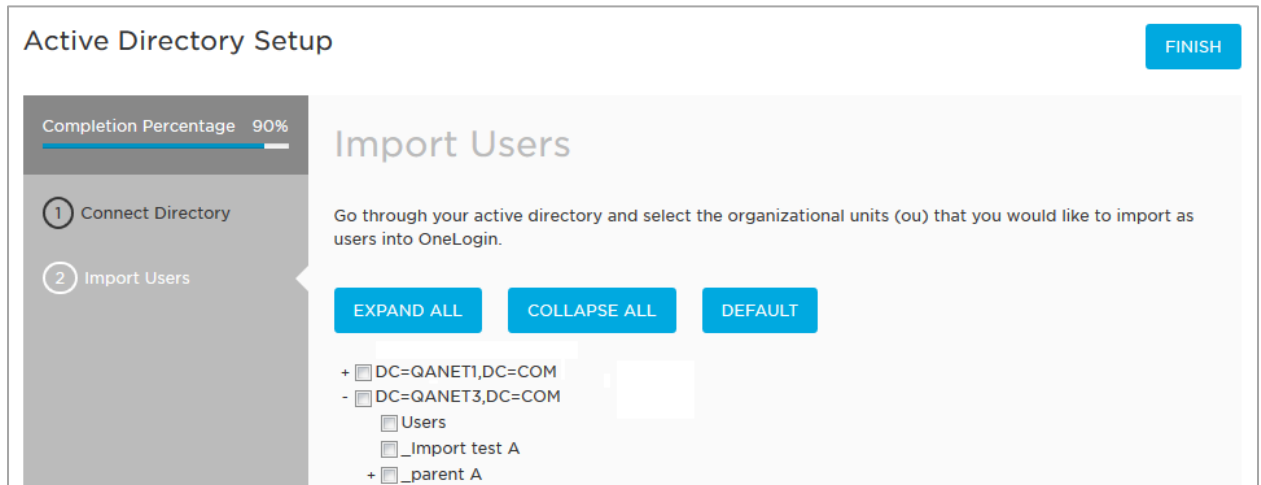 Active Directory Setup
FINISH
Completion Percentage 90%
Import Users
1 Connect Directory
Go through your active directory and select the organizational units (ou) that you would like to import as
users into OneLogin.
2 Import Users
EXPAND ALL COLLAPSE ALL DEFAULT
+ DC=QANET1,DC=COM
- DC=QANET3,DC=COM
Users
_Import test A
+ _parent A